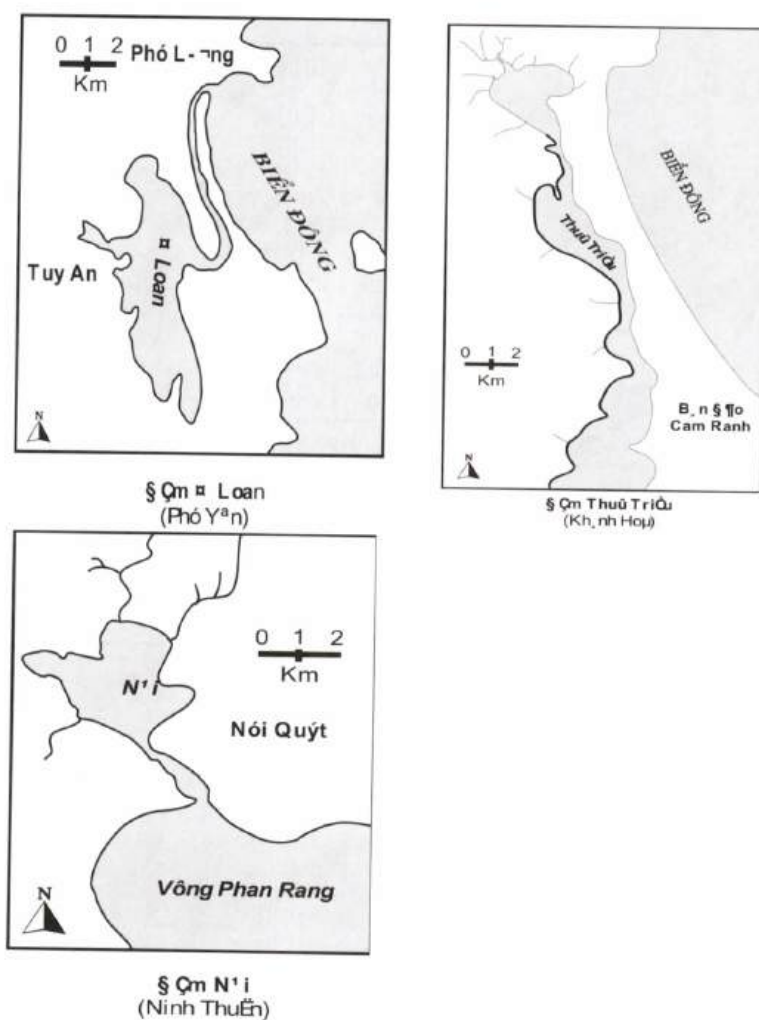 0 1 2
Km
Phó L-¬ng
BIỂN ĐÔNG
Tuy An
¤ Loan
N
§Çm ¤ Loan
(Phó Yªn)
BIỂN ĐÔNG
Thuû TriÒu
0 1 2
Km
B¸n §¶o
Cam Ranh
N
§Çm Thuû TriÒu
(Kh¸nh Hoµ)
0 1 2
Km
N¹i
Nói Quýt
Vông Phan Rang
N
§Çm N¹i
(Ninh ThuËn)